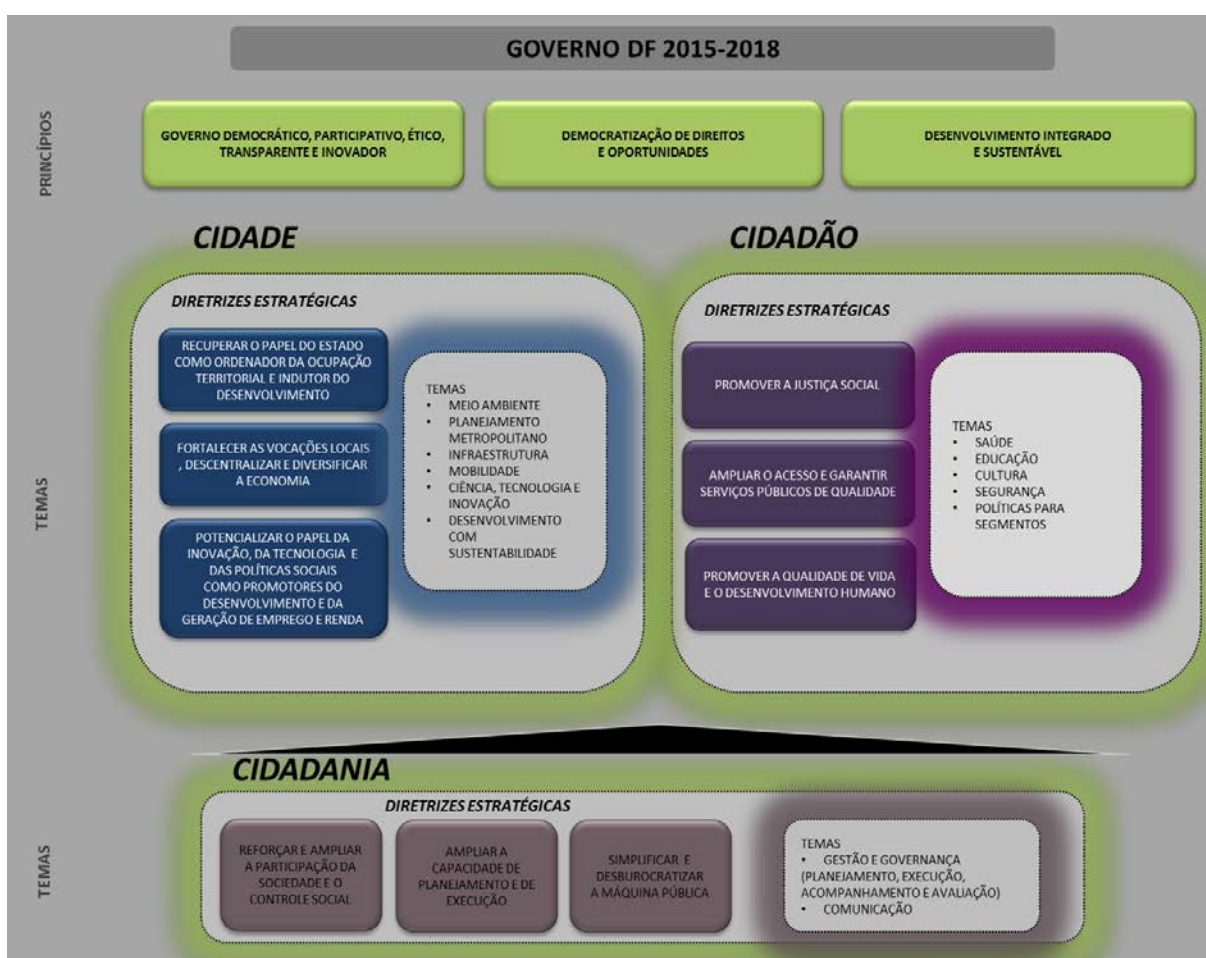 GOVERNO DF 2015-2018
PRINCÍPIOS
GOVERNO DEMOCRÁTICO, PARTICIPATIVO, ÉTICO,
TRANSPARENTE E INOVADOR
DEMOCRATIZAÇÃO DE DIREITOS
E OPORTUNIDADES
DESENVOLVIMENTO INTEGRADO
E SUSTENTÁVEL
TEMAS
CIDADE
DIRETRIZES ESTRATÉGICAS
RECUPERAR O PAPEL DO ESTADO
COMO ORDENADOR DA OCUPAÇÃO
TERRITORIAL E INDUTOR DO
DESENVOLVIMENTO
FORTALECER AS VOCAÇÕES LOCAIS
, DESCENTRALIZAR E DIVERSIFICAR
A ECONOMIA
POTENCIALIZAR O PAPEL DA
INOVAÇÃO, DA TECNOLOGIA E
DAS POLÍTICAS SOCIAIS
COMO PROMOTORES DO
DESENVOLVIMENTO E DA
GERAÇÃO DE EMPREGO E RENDA
TEMAS
• MEIO AMBIENTE
• PLANEJAMENTO
METROPOLITANO
• INFRAESTRUTURA
• MOBILIDADE
• CIÊNCIA, TECNOLOGIA E
INOVAÇÃO
• DESENVOLVIMENTO
COM
SUSTENTABILIDADE
CIDADÃO
DIRETRIZES ESTRATÉGICAS
PROMOVER A JUSTIÇA SOCIAL
AMPLIAR O ACESSO E GARANTIR
SERVIÇOS PÚBLICOS DE QUALIDADE
PROMOVER A QUALIDADE DE VIDA
E O DESENVOLVIMENTO HUMANO
TEMAS
• SAÚDE
• EDUCAÇÃO
• CULTURA
• SEGURANÇA
• POLÍTICAS PARA
SEGMENTOS
TEMAS
CIDADANIA
DIRETRIZES ESTRATÉGICAS
REFORÇAR E AMPLIAR
A PARTICIPAÇÃO DA
SOCIEDADE E O
CONTROLE SOCIAL
AMPLIAR A
CAPACIDADE DE
PLANEJAMENTO E DE
EXECUÇÃO
SIMPLIFICAR E
DESBUROCRATIZAR
A MÁQUINA PÚBLICA
TEMAS
• GESTÃO E GOVERNANÇA
(PLANEJAMENTO, EXECUÇÃO,
ACOMPANHAMENTO E AVALIAÇÃO)
• COMUNICAÇÃO